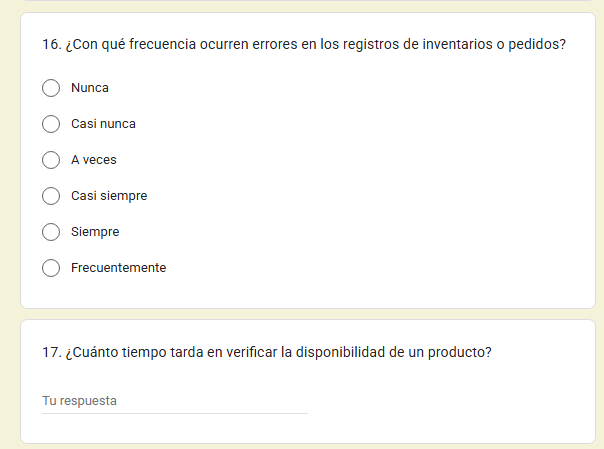 16. ¿Con qué frecuencia ocurren errores en los registros de inventarios o pedidos?
Nunca
Casi nunca
A veces
Casi siempre
Siempre
Frecuentemente
17. ¿Cuánto tiempo tarda en verificar la disponibilidad de un producto?
Tu respuesta